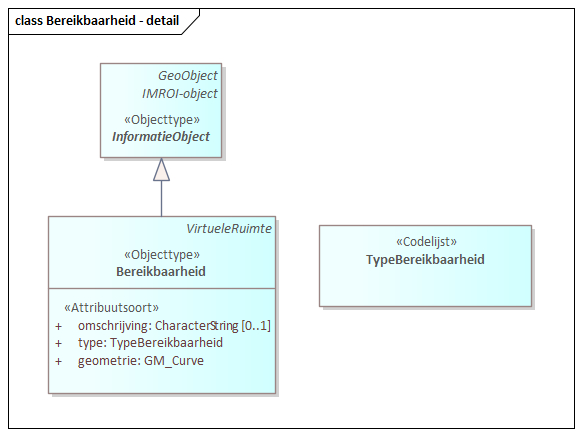 class Bereikbaarheid - detail
GeoObject
IMROI-object
«Objecttype»
InformatieObject
VirtueleRuimte
«Objecttype»
Bereikbaarheid
«Attribuutsoort»
+ omschrijving: CharacterString [0..1]
+ type: TypeBereikbaarheid
+ geometrie: GM_Curve
«Codelijst»
TypeBereikbaarheid